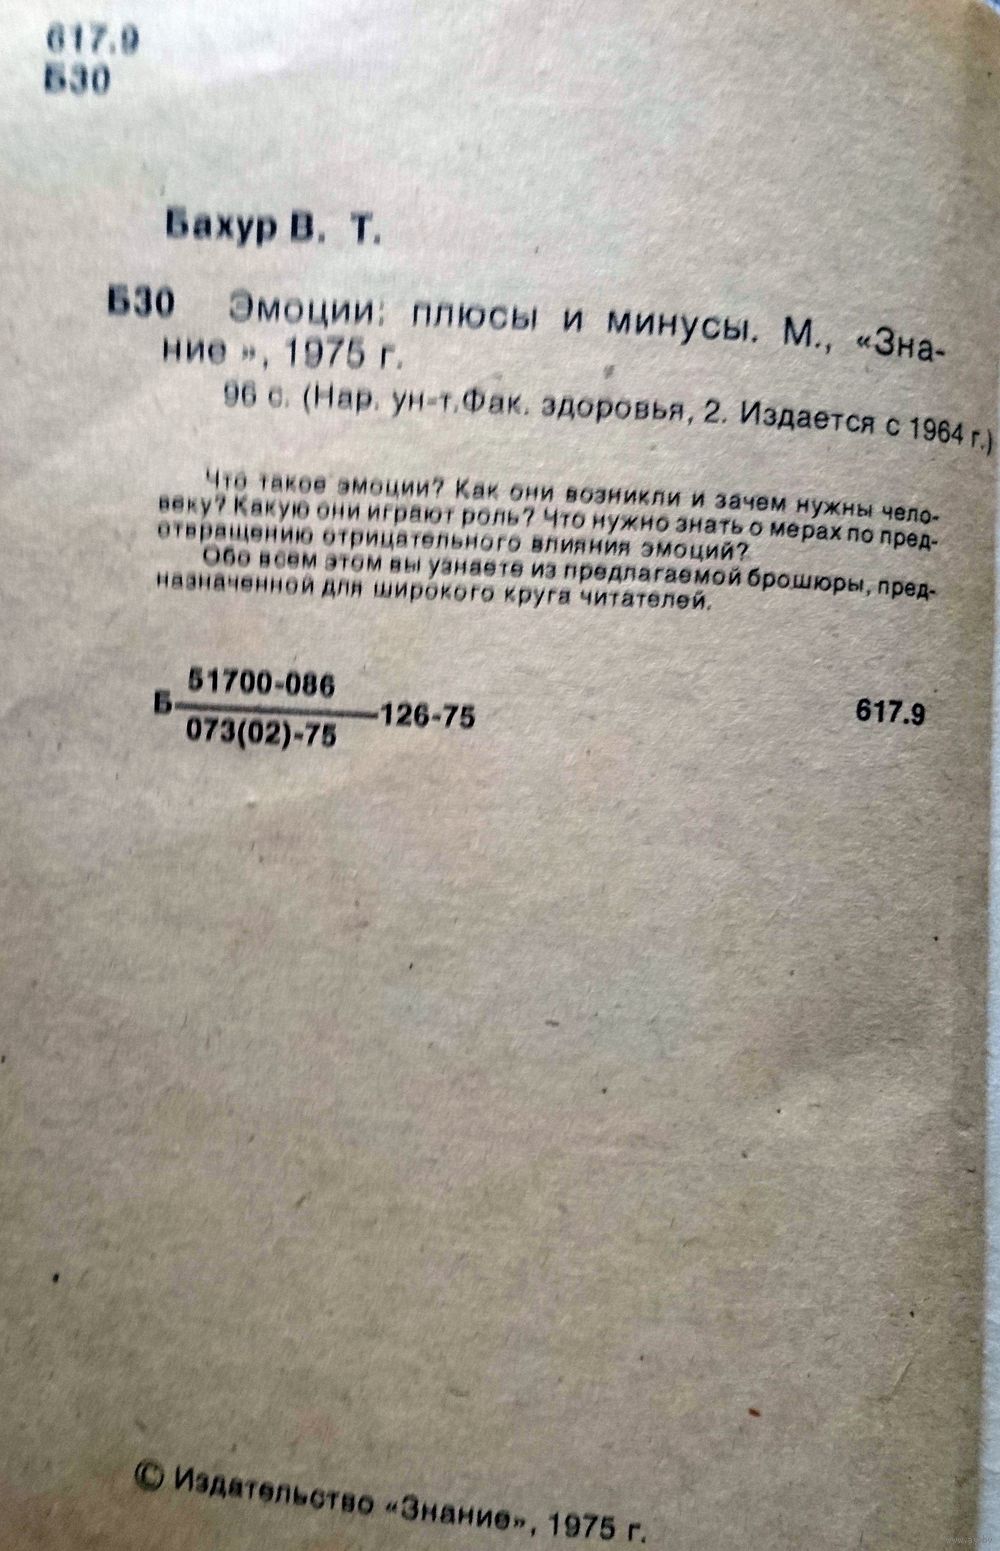 617.9
Б30
Бахур В. Т.
Б30 Эмоции: плюсы и минусы. М., «Зна-
ние», 1975 г.
96 с. (Нар. ун-т.Фак. здоровья, 2. Издается с 1964 г.)
Что такое эмоции? Как они возникли и зачем нужны чело-
веку? Какую они играют роль? Что нужно знать о мерах по пред-
отвращению отрицательного влияния эмоций?
Обо всем этом вы узнаете из предлагаемой брошюры, пред-
назначенной для широкого круга читателей.
51700-086
Б 126-75 617.9
073(02)-75
© Издательство «Знание», 1975 г.